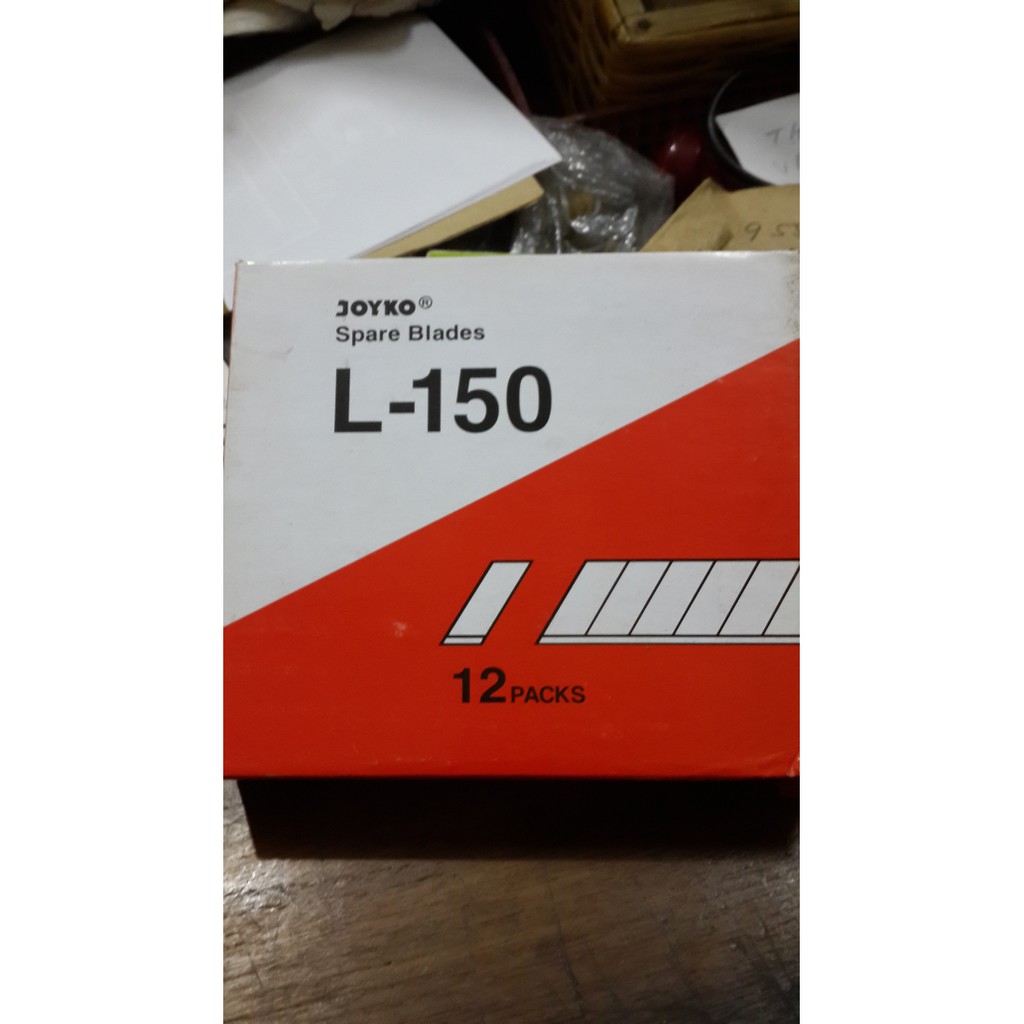 JOYKO®
Spare Blades
L-150
12 PACKS